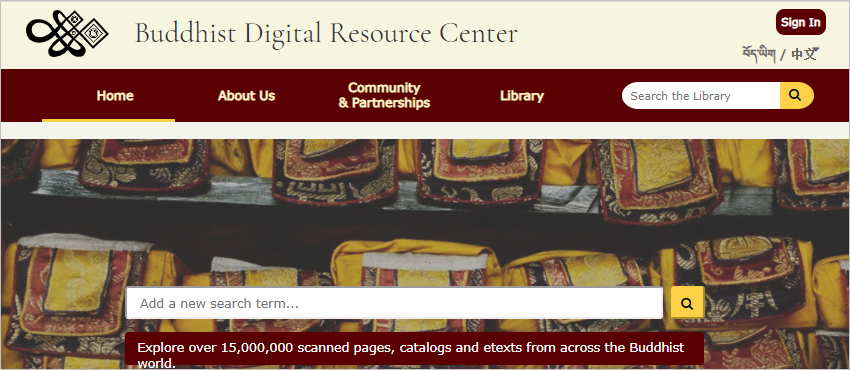 Buddhist Digital Resource Center
Sign In
བོད་ཡིག / 中文
Home
About Us
Community
& Partnerships
Library
Search the Library
Add a new search term...
Explore over 15,000,000 scanned pages, catalogs and etexts from across the Buddhist
world.